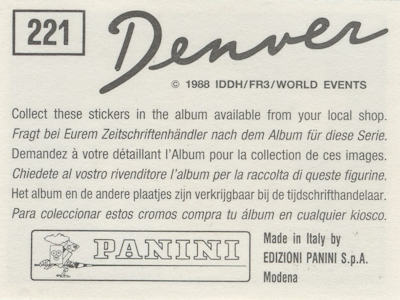 221
Denver
© 1988 IDDH/FR3/WORLD EVENTS
Collect these stickers in the album available from your local shop.
Fragt bei Eurem Zeitschriftenhändler nach dem Album für diese Serie.
Demandez à votre détaillant l'Album pour la collection de ces images.
Chiedete al vostro rivenditore l'album per la raccolta di queste figurine.
Het album en de andere plaatjes zijn verkrijgbaar bij de tijdschrifthandelaar.
Para coleccionar estos cromos compra tu álbum en cualquier kiosco.
PANINI
Made in Italy by
EDIZIONI PANINI S.p.A.
Modena